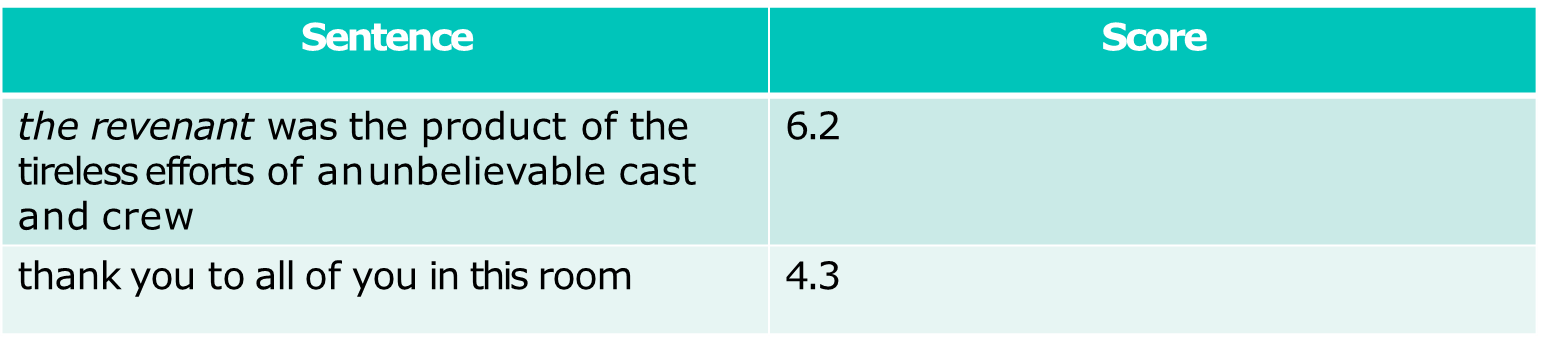 Sentence Score
the revenant was the product of the 6.2
tireless efforts of an unbelievable cast
and crew
thank you to all of you in this room 4.3